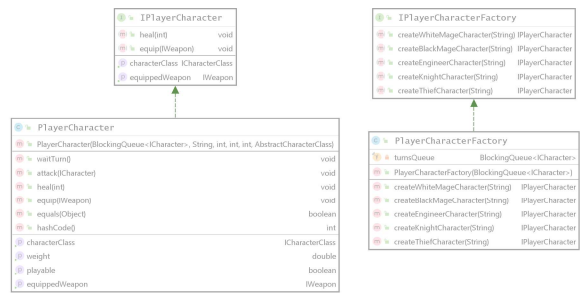 IPlayerCharacter
heal(int) void
equip(IWeapon) void
characterClass ICharacterClass
equippedWeapon IWeapon
PlayerCharacter
PlayerCharacter(BlockingQueue<ICharacter>, String, int, int, int, AbstractCharacterClass)
waitTurn() void
attack(ICharacter) void
heal(int) void
equip(IWeapon) void
equals(Object) boolean
hashCode() int
characterClass ICharacterClass
weight double
playable boolean
equippedWeapon IWeapon
IPlayerCharacterFactory
createWhiteMageCharacter(String) IPlayerCharacter
createBlackMageCharacter(String) IPlayerCharacter
createEngineerCharacter(String) IPlayerCharacter
createKnightCharacter(String) IPlayerCharacter
createThiefCharacter(String) IPlayerCharacter
PlayerCharacterFactory
turnsQueue BlockingQueue<ICharacter>
PlayerCharacterFactory(BlockingQueue<ICharacter>)
createWhiteMageCharacter(String) IPlayerCharacter
createBlackMageCharacter(String) IPlayerCharacter
createEngineerCharacter(String) IPlayerCharacter
createKnightCharacter(String) IPlayerCharacter
createThiefCharacter(String) IPlayerCharacter